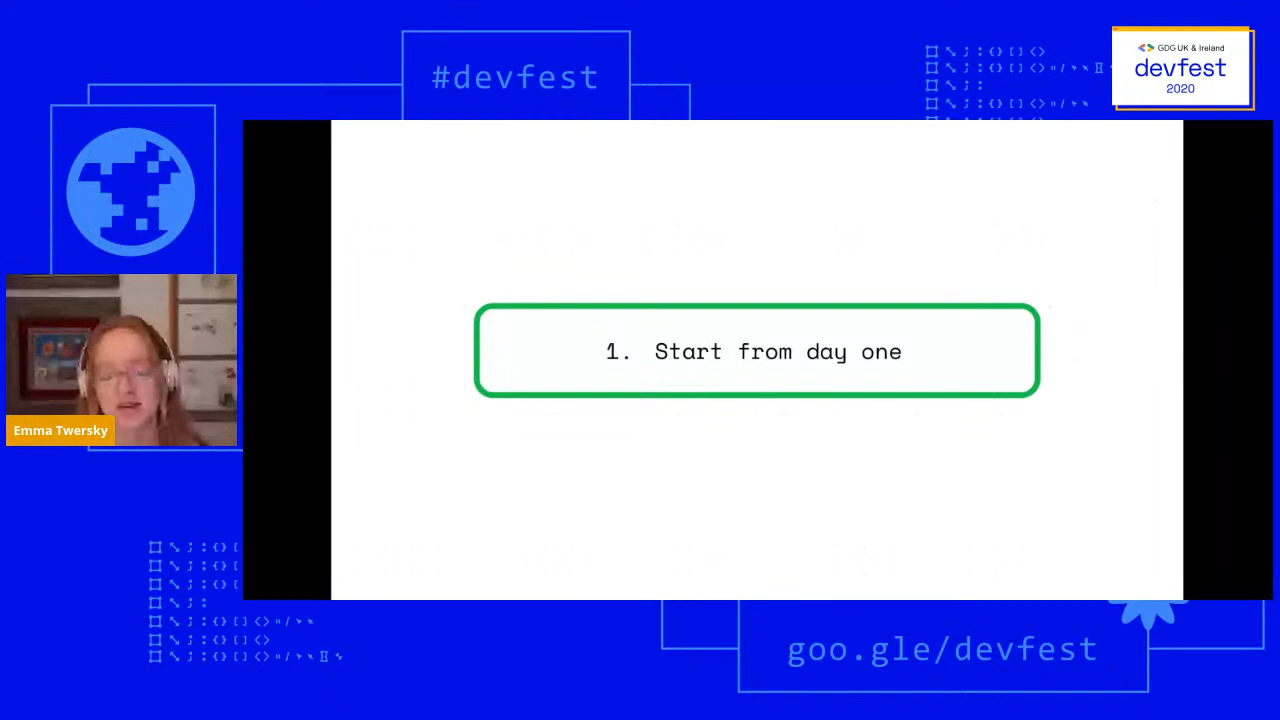 #devfest
GDG UK & Ireland
devfest
2020
1. Start from day one
Emma Twersky
goo.gle/devfest